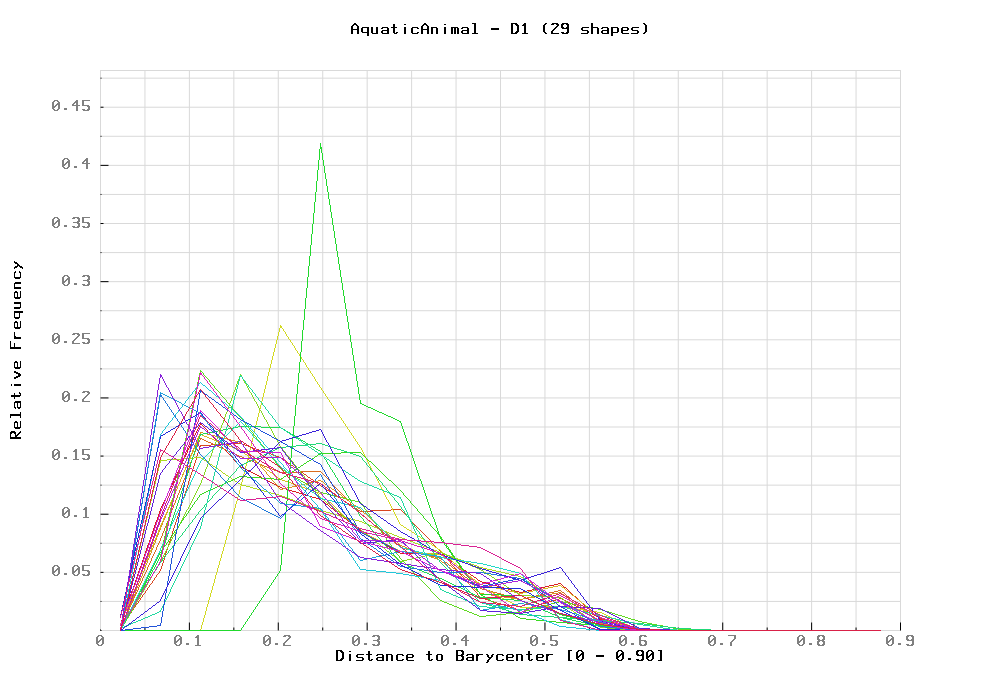 AquaticAnimal - D1 (29 shapes)
0.45
0.4
0.35
0.3
0.25
0.2
0.15
0.1
0.05
Relative Frequency
0 0.1 0.2 0.3 0.4 0.5 0.6 0.7 0.8 0.9
Distance to Barycenter [0 - 0.90]